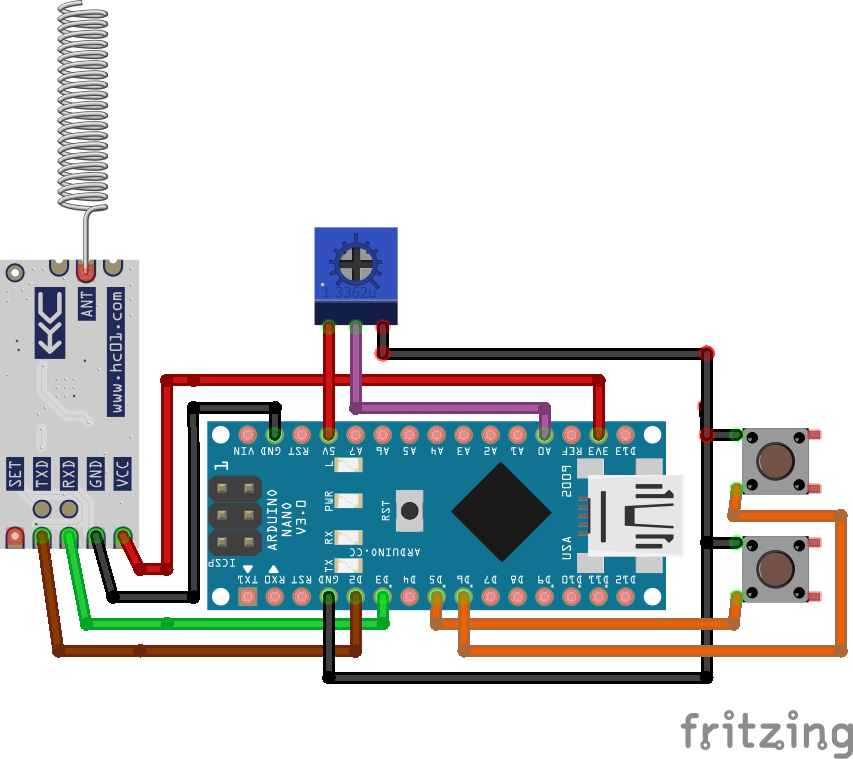 1 3362u
ANT
www.hc01.com
HC
SET
TXD
RXD
GND
VCC
VIN
GND
RST
5V
A7
A6
A5
A4
A3
A2
A1
A0
REF
3V3
D13
1
L
PWR
RX
TX
RST
ARDUINO
NANO
V3.0
ARDUINO.CC
2009
USA
ICSP
TX1
RX0
RST
GND
D2
D3
D4
D5
D6
D7
D8
D9
D10
D11
D12
fritzing